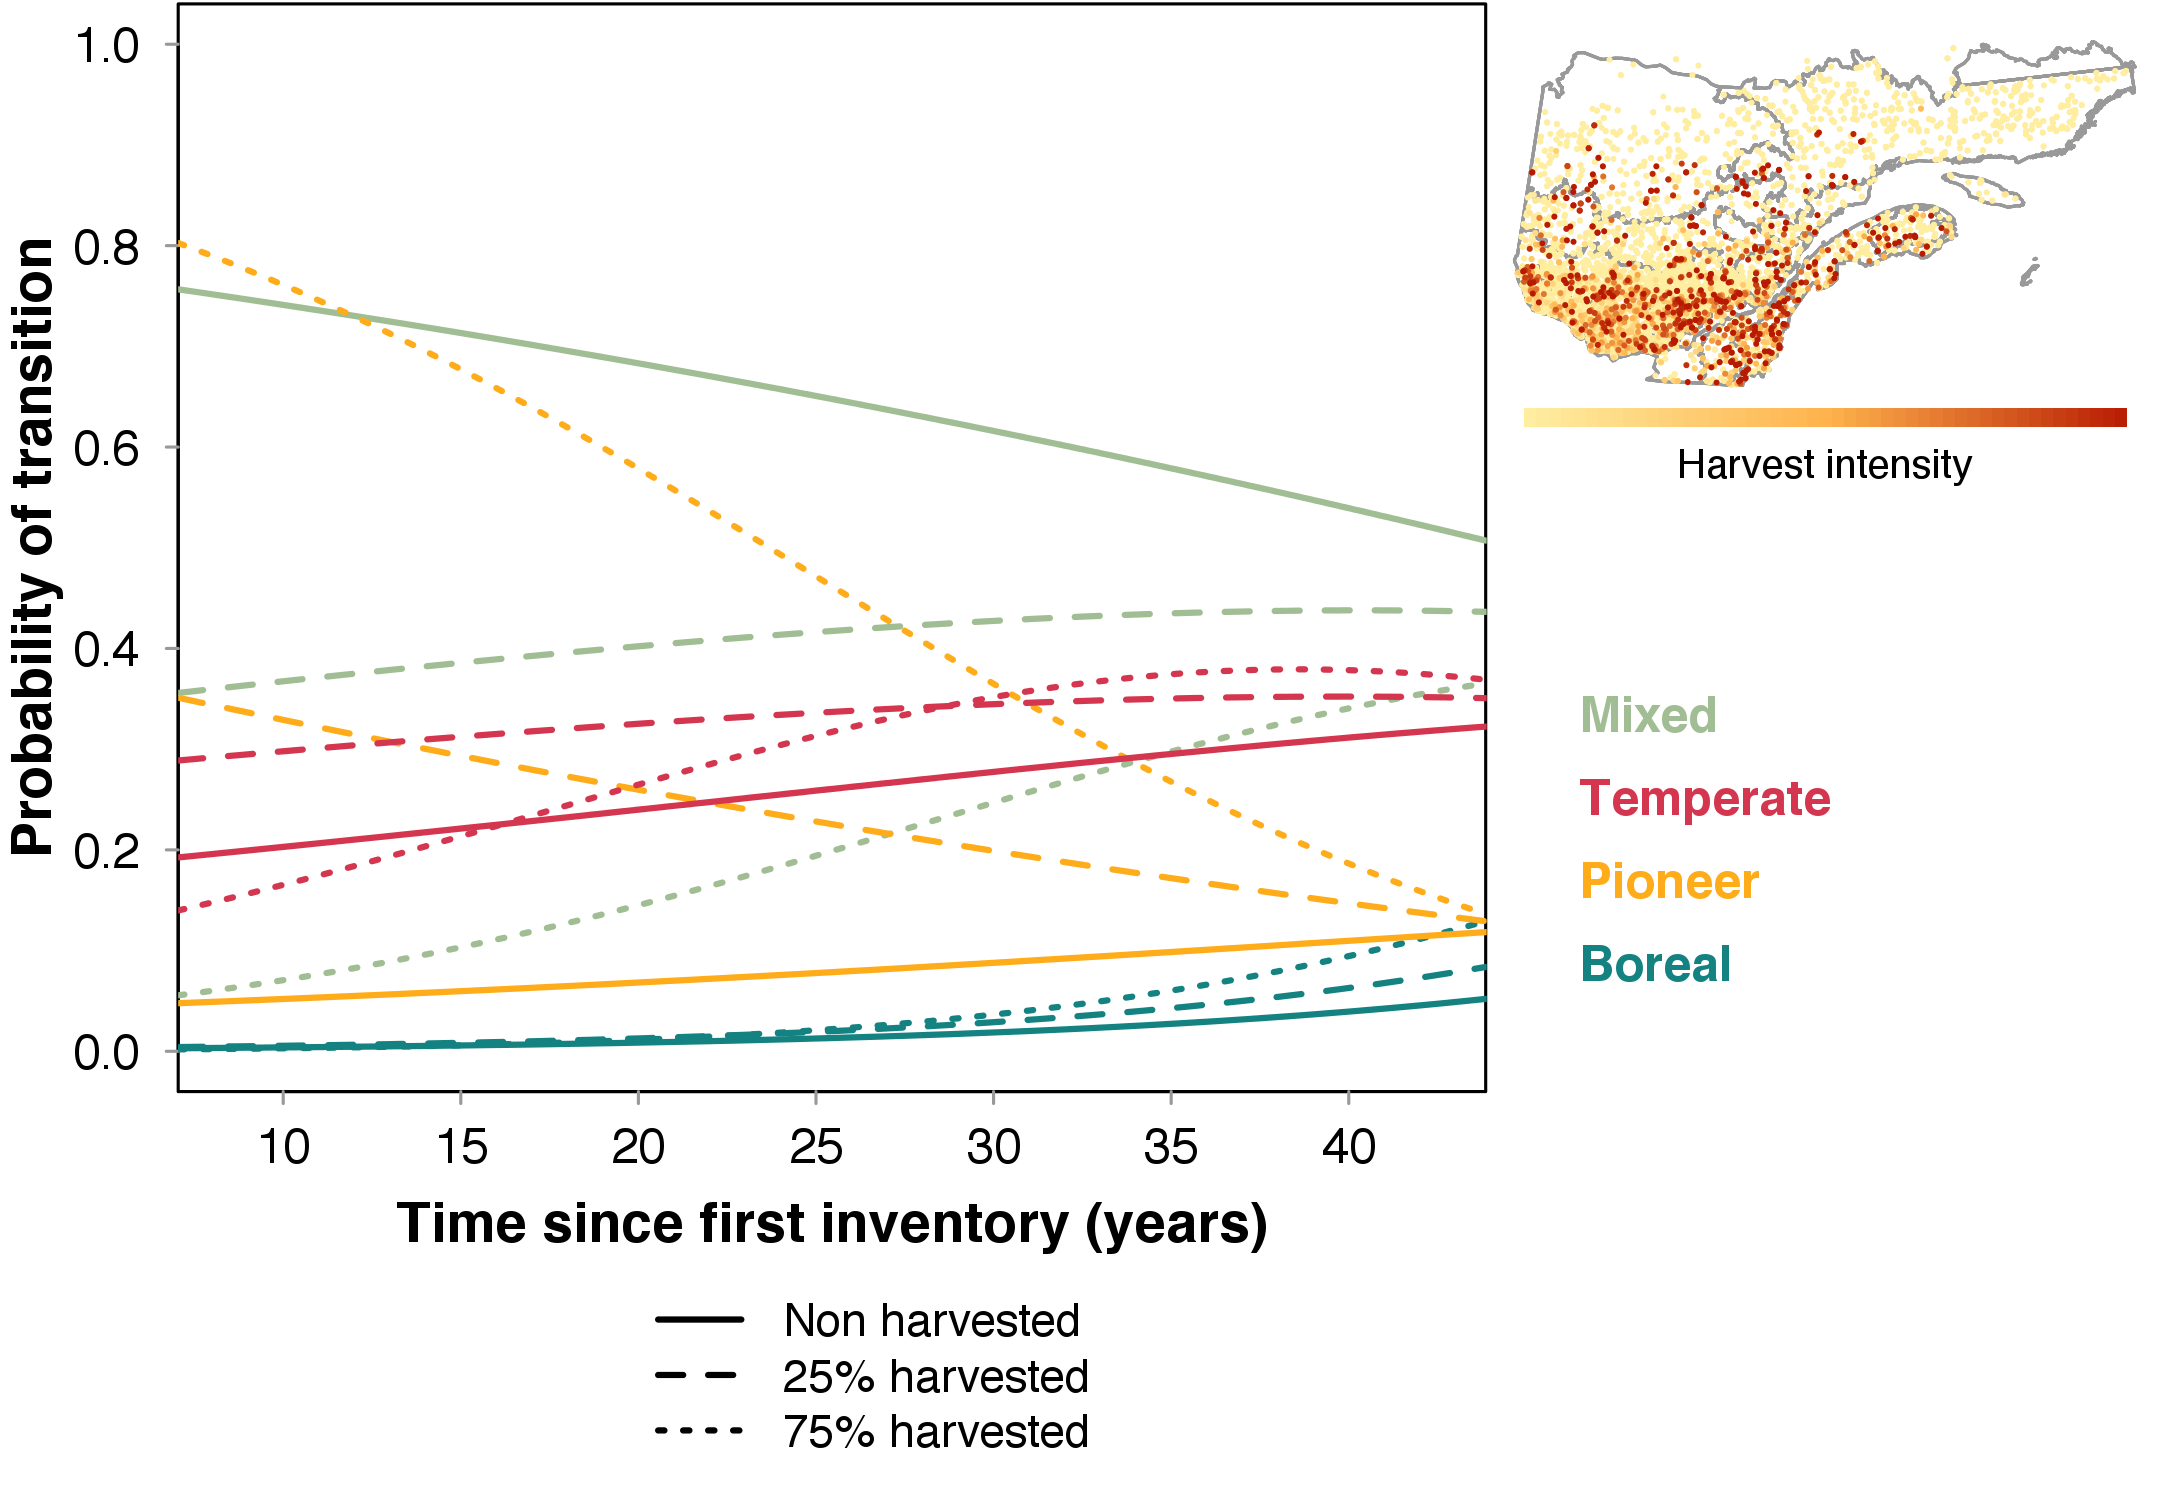 Probability of transition
1.0
0.8
0.6
0.4
0.2
0.0
10 15 20 25 30 35 40
Time since first inventory (years)
Non harvested
25% harvested
75% harvested
Harvest intensity
Mixed
Temperate
Pioneer
Boreal